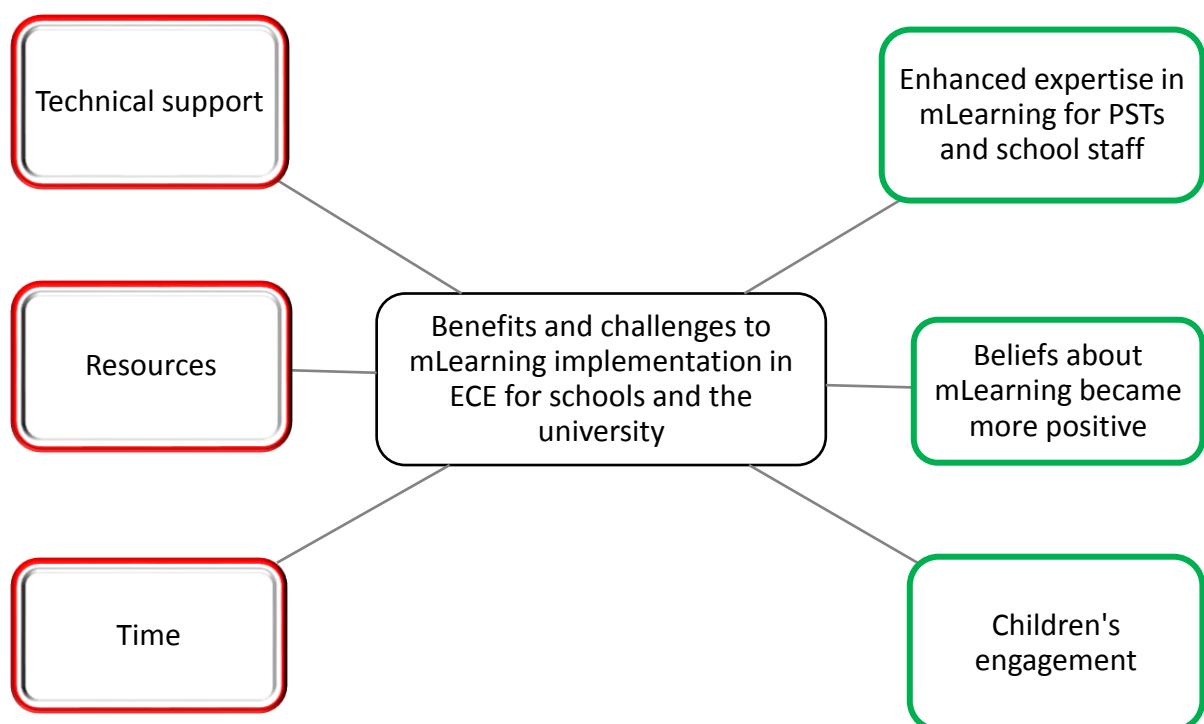 Technical support
Enhanced expertise in
mLearning for PSTs
and school staff
Resources
Benefits and challenges to
mLearning implementation in
ECE for schools and the
university
Beliefs about
mLearning became
more positive
Time
Children's
engagement